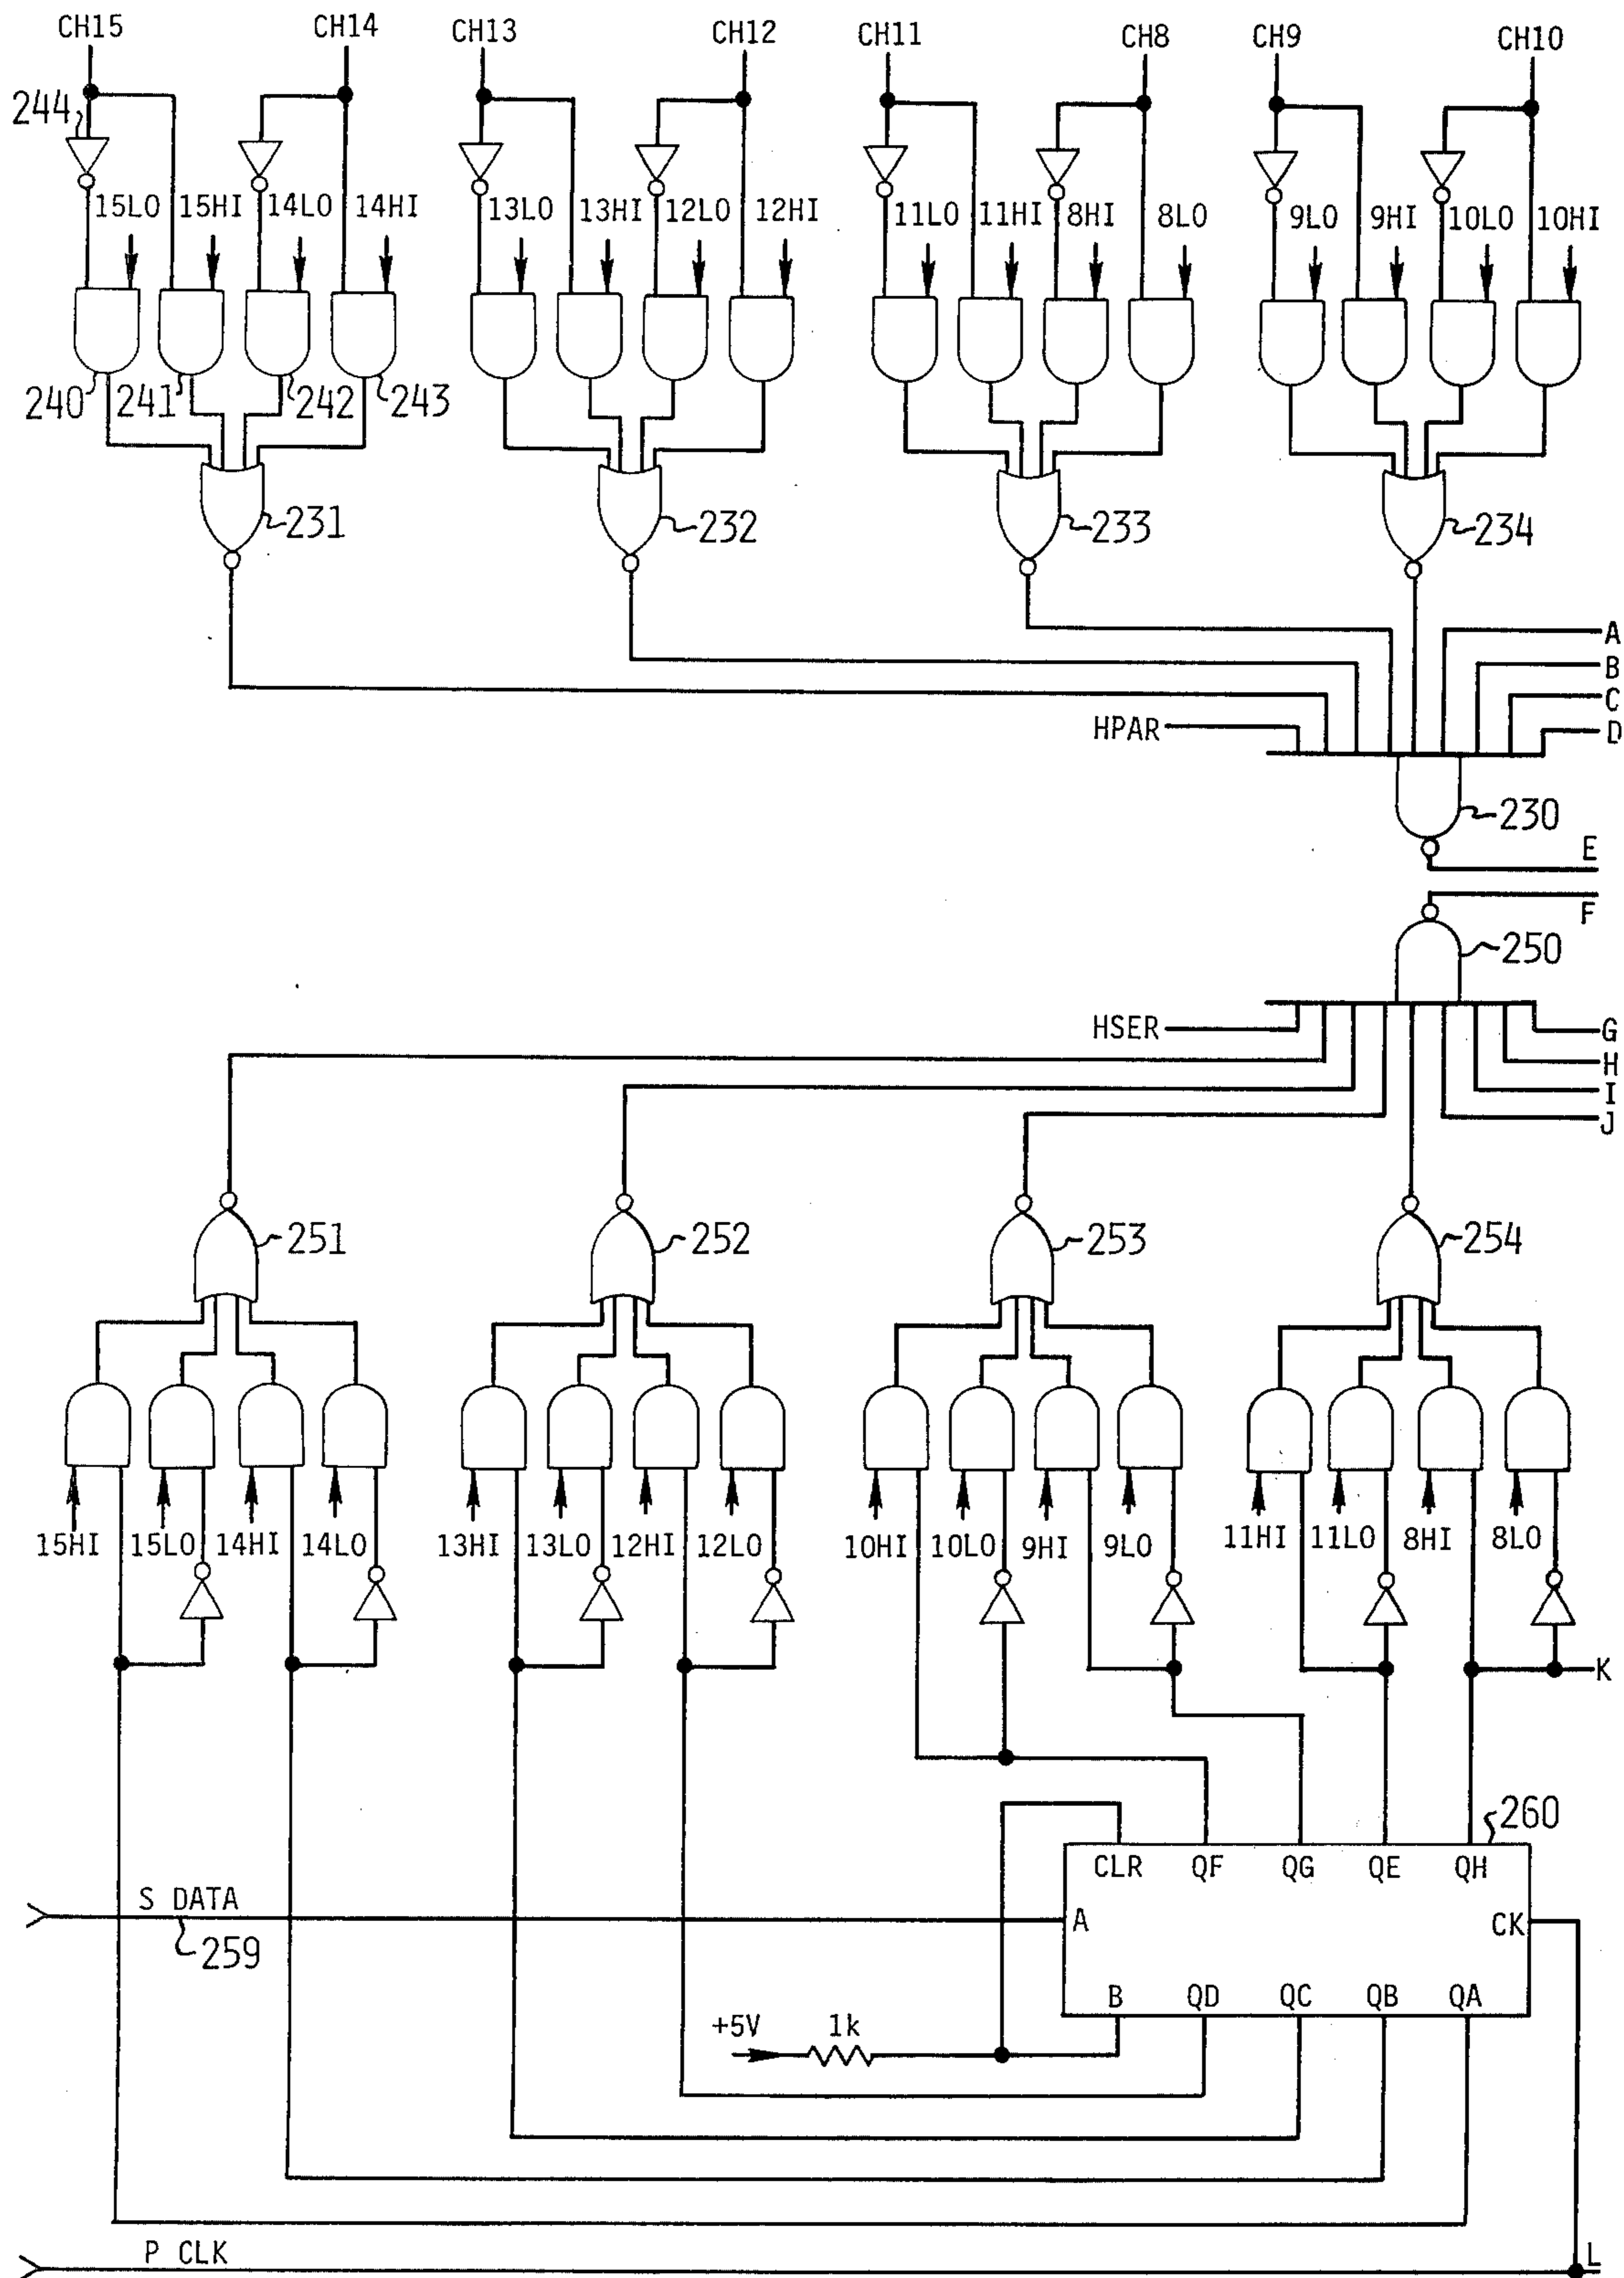 CH15 CH14 CH13 CH12 CH11 CH8 CH9 CH10
244
15LO 15HI 14LO 14HI 13LO 13HI 12LO 12HI 11LO 11HI 8HI 8LO 9LO 9HI 10LO 10HI
240 241 242 243
231 232 233 234
A
B
C
HPAR D
230
E
F
250
HSER G
H
I
J
251 252 253 254
15HI 15LO 14HI 14LO 13HI 13LO 12HI 12LO 10HI 10LO 9HI 9LO 11HI 11LO 8HI 8LO
K
260
CLR QF QG QE QH
S DATA A CK
259
B QD QC QB QA
+5V 1k
P CLK L